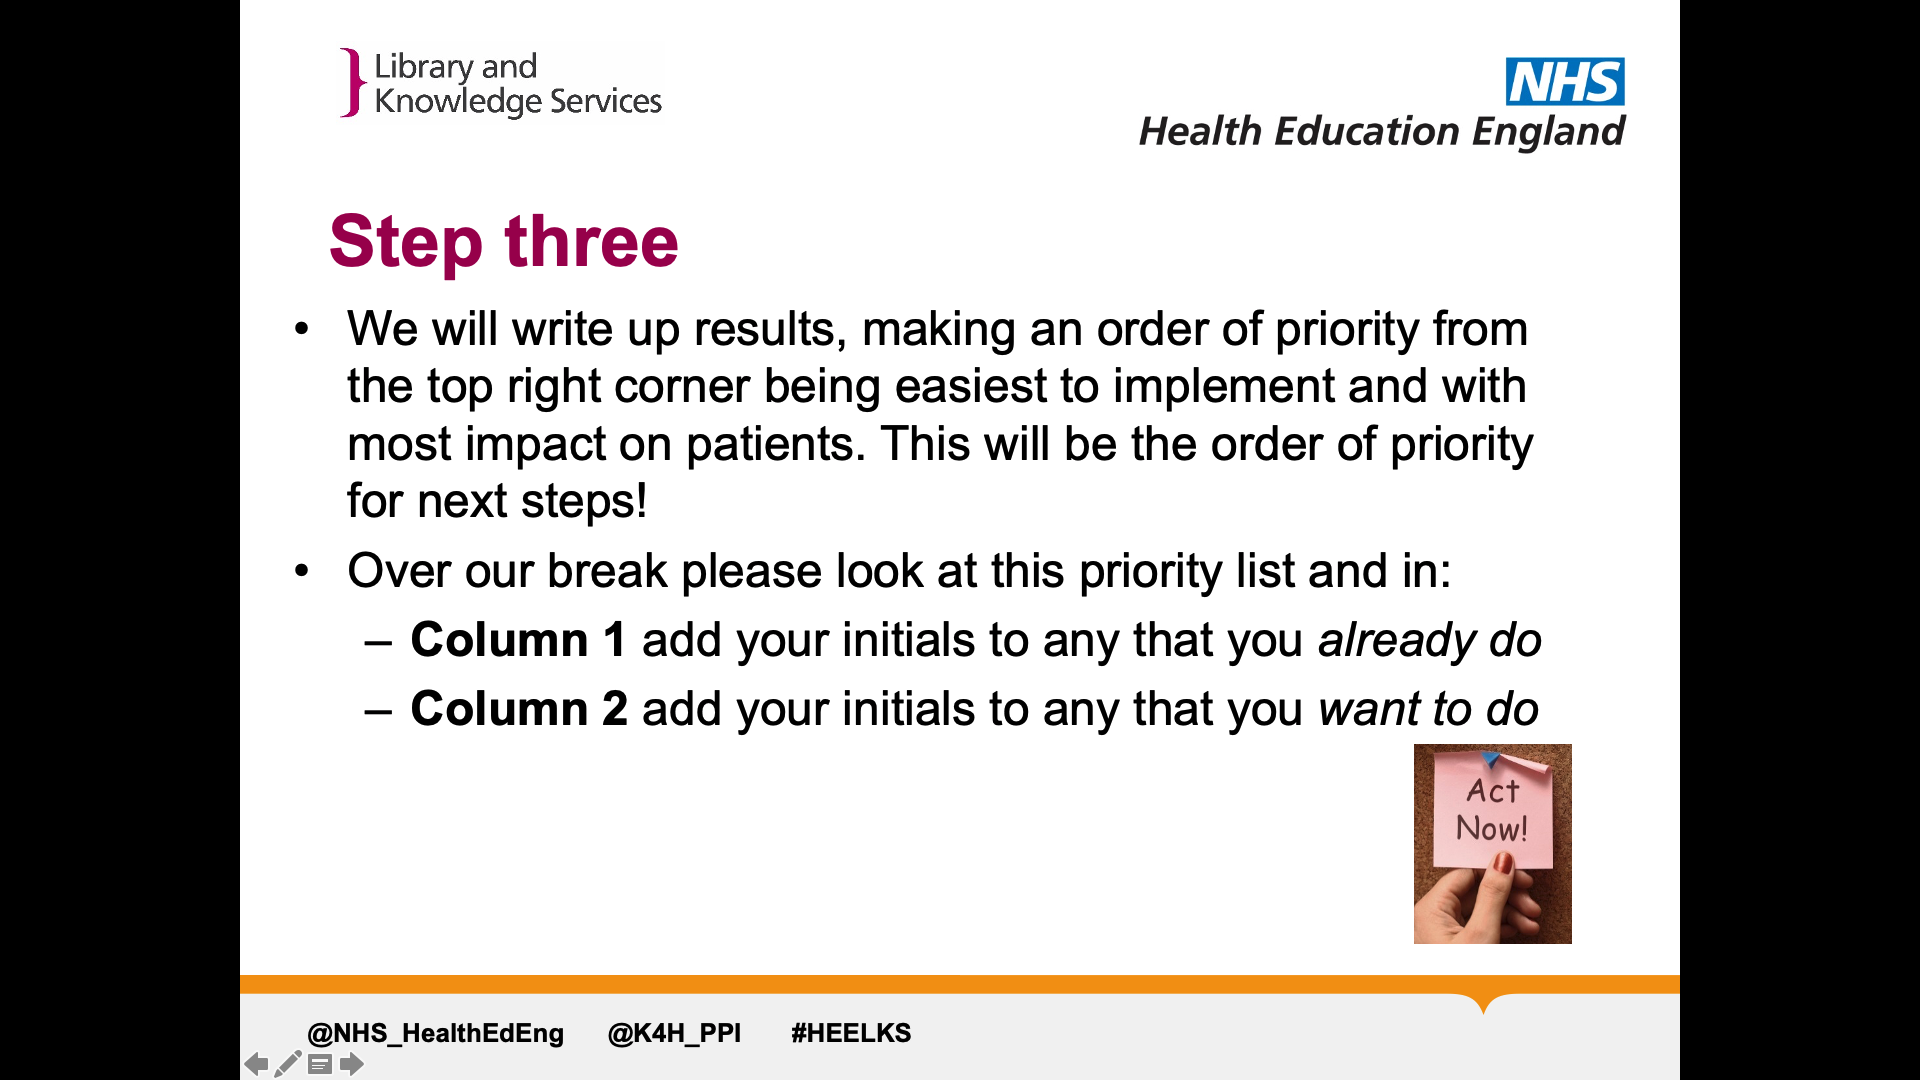 Library and
Knowledge Services
NHS
Health Education England
Step three
• We will write up results, making an order of priority from
the top right corner being easiest to implement and with
most impact on patients. This will be the order of priority
for next steps!
• Over our break please look at this priority list and in:
– Column 1 add your initials to any that you already do
– Column 2 add your initials to any that you want to do
Act
Now!
@NHS_HealthEdEng @K4H_PPI #HEELKS